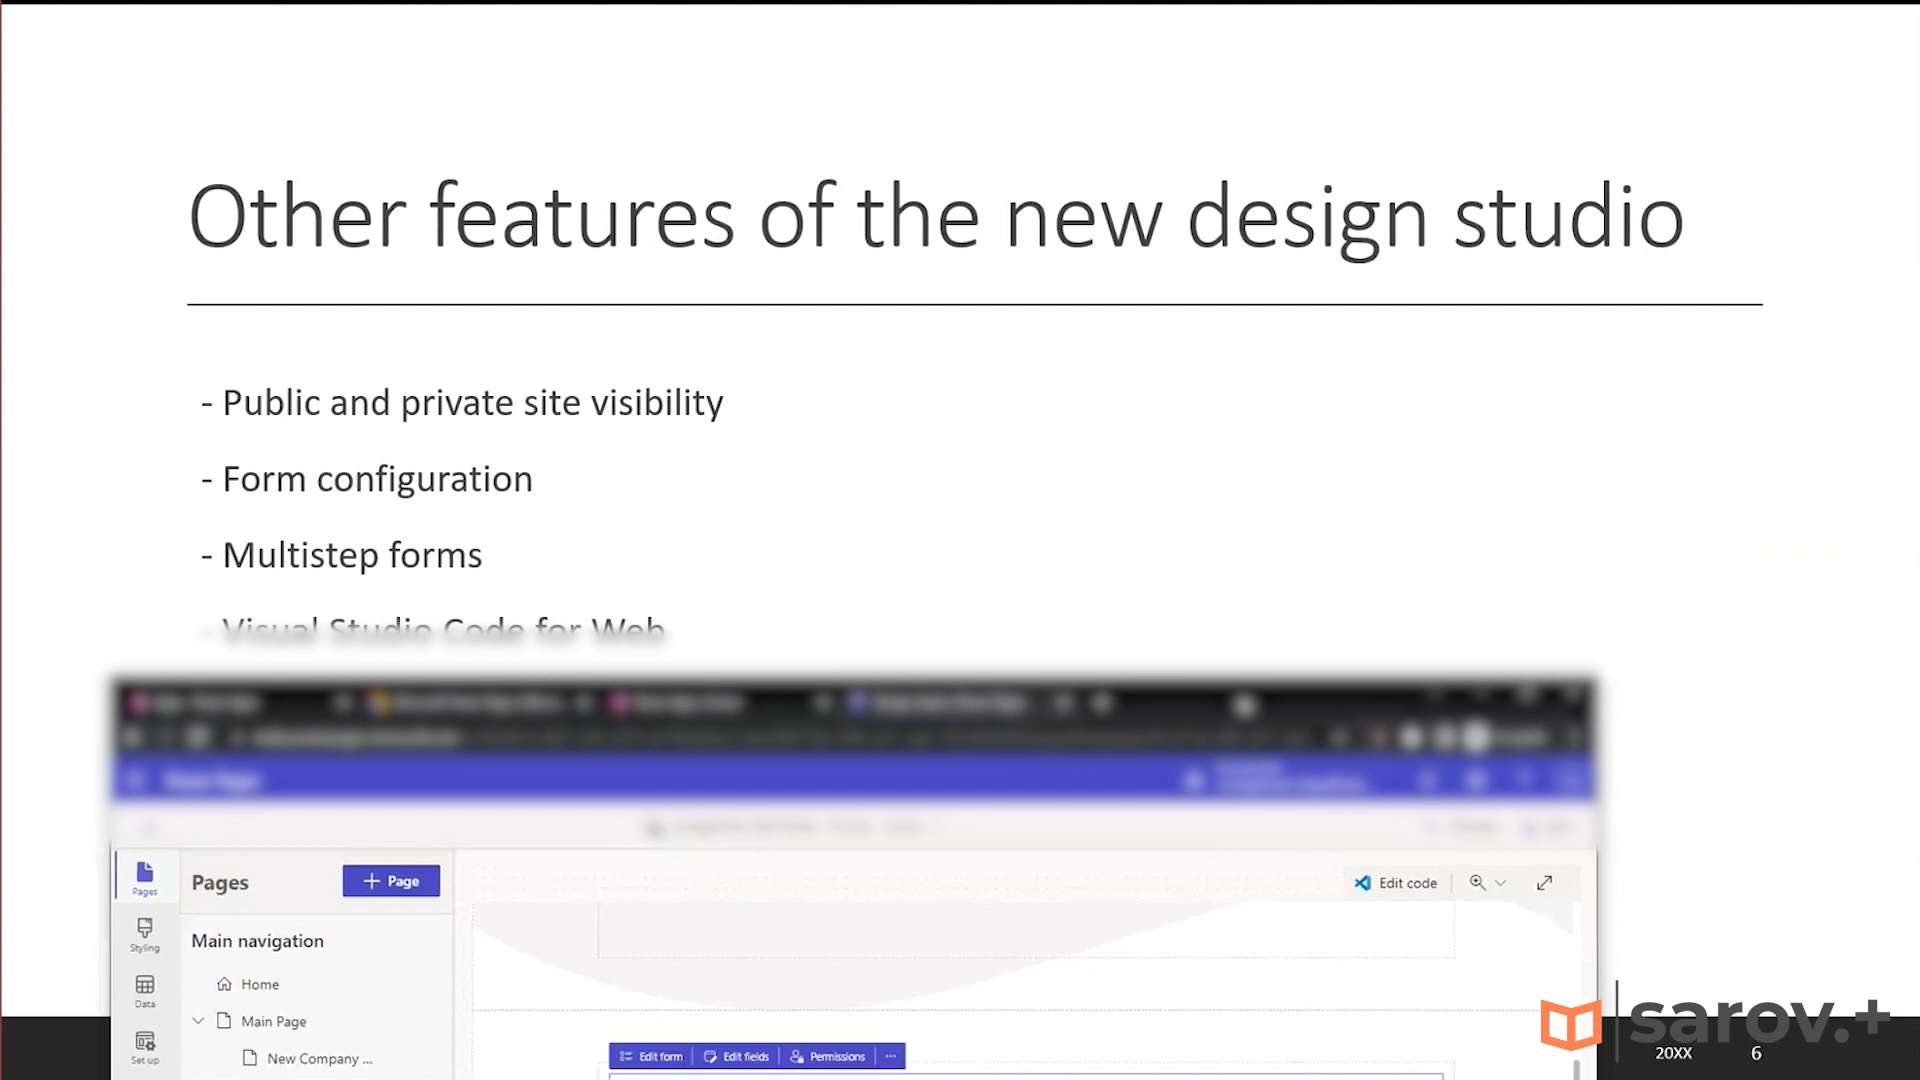 Other features of the new design studio
- Public and private site visibility
- Form configuration
- Multistep forms
- Visual Studio Code for Web
Pages
Pages
+ Page
Edit code
Styling
Main navigation
Home
Data
Main Page
Set up
New Company ...
Edit form
Edit fields
Permissions
...
sarov.+
20XX
6